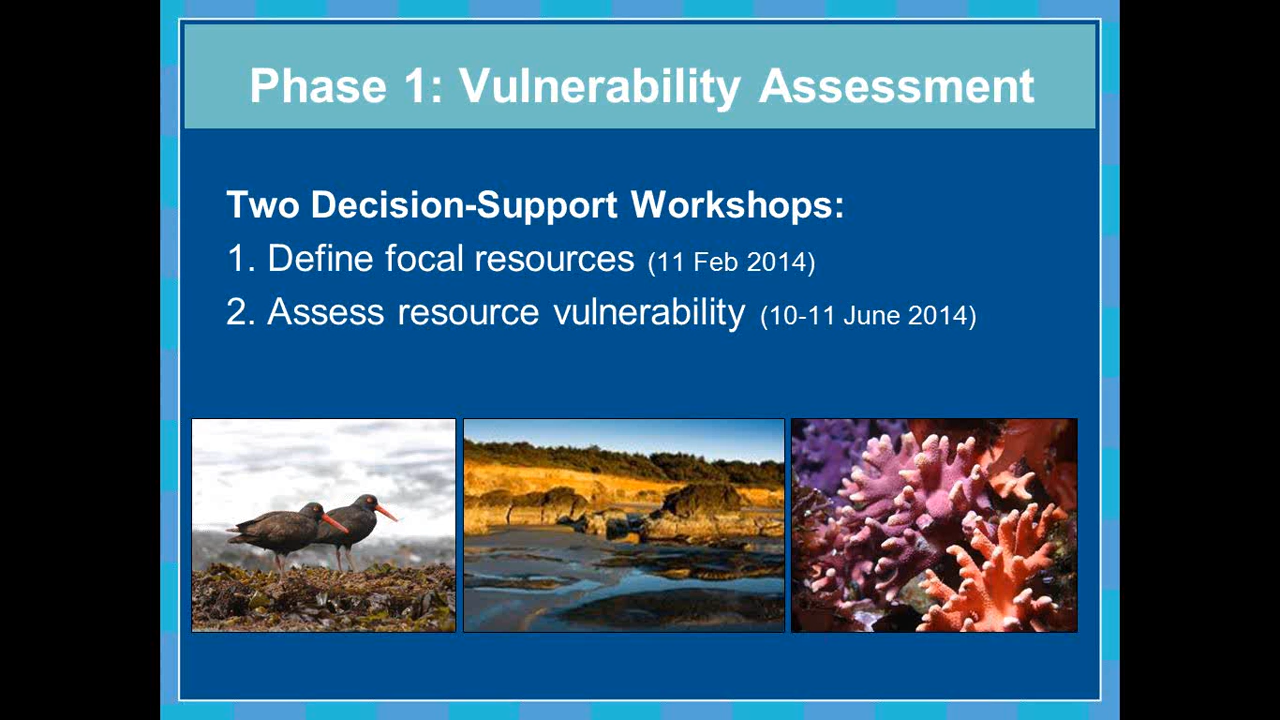 Phase 1: Vulnerability Assessment
Two Decision-Support Workshops:
1. Define focal resources (11 Feb 2014)
2. Assess resource vulnerability (10-11 June 2014)